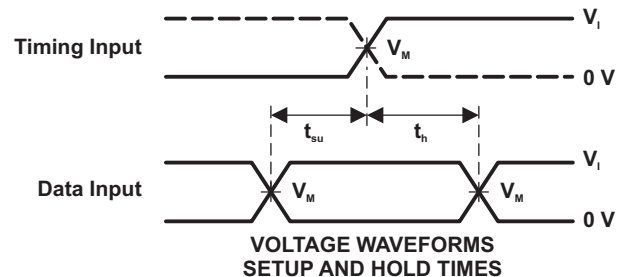 Timing Input
V_I
V_M
0 V
t_su
t_h
Data Input
V_I
V_M
V_M
0 V
VOLTAGE WAVEFORMS
SETUP AND HOLD TIMES